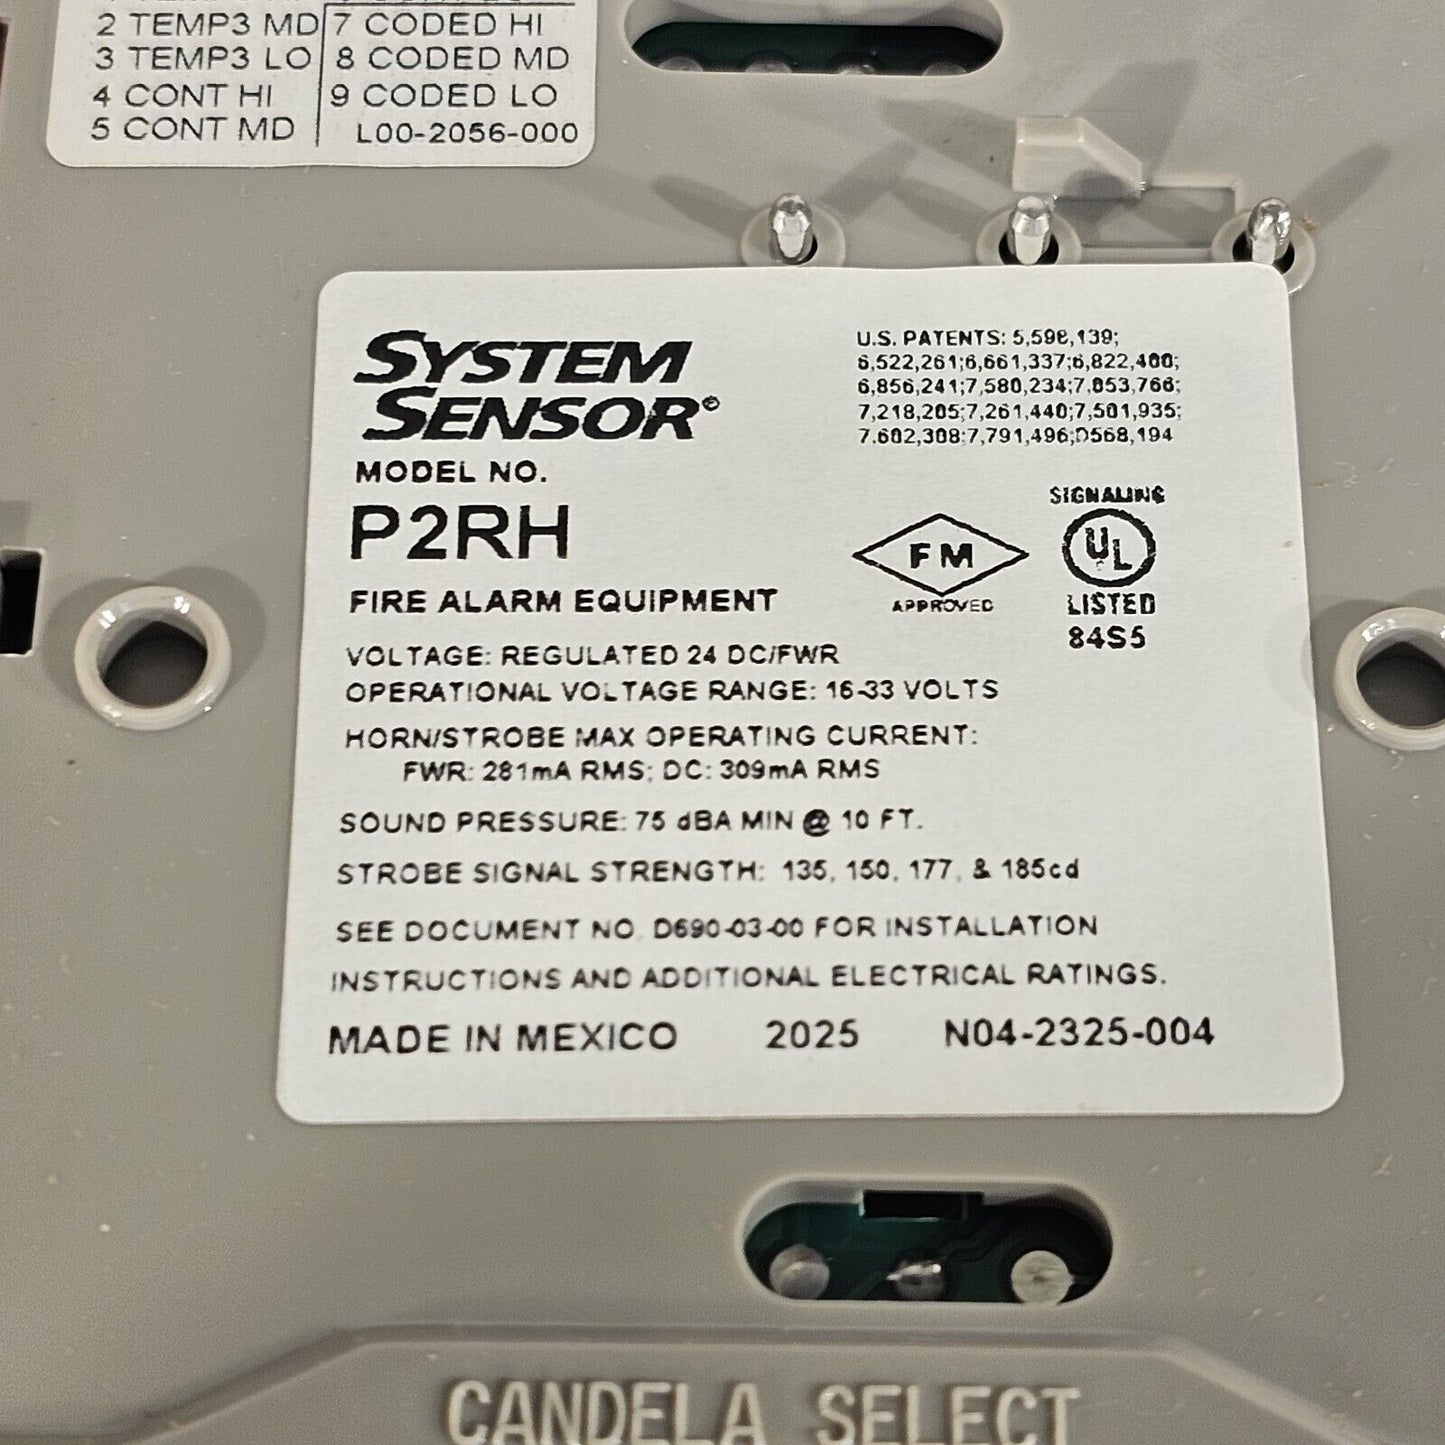 2 TEMP3 MD 7 CODED HI
3 TEMP3 LO 8 CODED MD
4 CONT HI 9 CODED LO
5 CONT MD L00-2056-000
SYSTEM
SENSOR®
MODEL NO.
P2RH
FIRE ALARM EQUIPMENT
VOLTAGE: REGULATED 24 DC/FWR
OPERATIONAL VOLTAGE RANGE: 16-33 VOLTS
HORN/STROBE MAX OPERATING CURRENT:
FWR: 281mA RMS; DC: 309mA RMS
SOUND PRESSURE: 75 dBA MIN @ 10 FT.
STROBE SIGNAL STRENGTH: 135, 150, 177, & 185cd
SEE DOCUMENT NO. D690-03-00 FOR INSTALLATION
INSTRUCTIONS AND ADDITIONAL ELECTRICAL RATINGS.
MADE IN MEXICO 2025 N04-2325-004
U.S. PATENTS: 5,598,139;
6,522,261;6,661,337;6,822,400;
6,856,241;7,580,234;7,053,766;
7,218,205;7,261,440;7,501,935;
7,602,308;7,791,496;D568,194
FM
APPROVED
SIGNALING
UL
LISTED
84S5
CANDELA SELECT